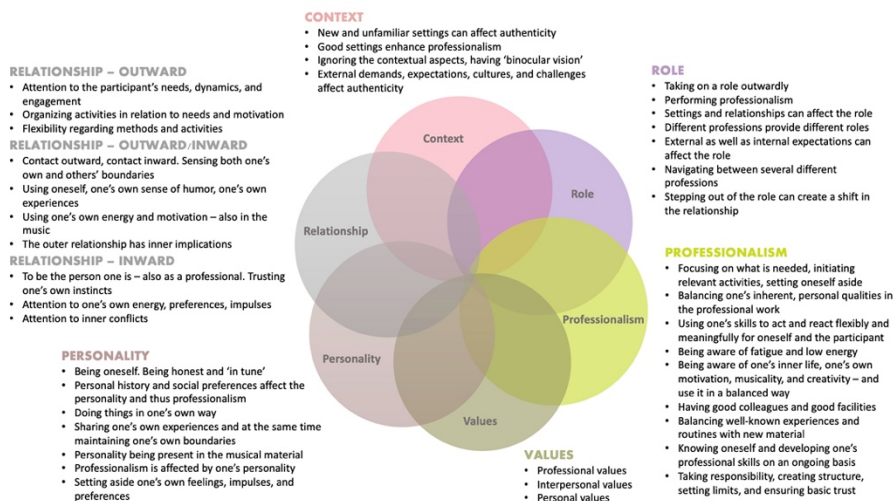 CONTEXT
• New and unfamiliar settings can affect authenticity
• Good settings enhance professionalism
• Ignoring the contextual aspects, having ‘binocular vision’
• External demands, expectations, cultures, and challenges
affect authenticity
RELATIONSHIP – OUTWARD
• Attention to the participant’s needs, dynamics, and
engagement
• Organizing activities in relation to needs and motivation
• Flexibility regarding methods and activities
RELATIONSHIP – OUTWARD/INWARD
• Contact outward, contact inward. Sensing both one’s
own and others’ boundaries
• Using oneself, one’s own sense of humor, one’s own
experiences
• Using one’s own energy and motivation – also in the
music
• The outer relationship has inner implications
RELATIONSHIP – INWARD
• To be the person one is – also as a professional. Trusting
one’s own instincts
• Attention to one’s own energy, preferences, impulses
• Attention to inner conflicts
PERSONALITY
• Being oneself. Being honest and ‘in tune’
• Personal history and social preferences affect the
personality and thus professionalism
• Doing things in one’s own way
• Sharing one’s own experiences and at the same time
maintaining one’s own boundaries
• Personality being present in the musical material
• Professionalism is affected by one’s personality
• Setting aside one’s own feelings, impulses, and
preferences
Context
Role
Relationship
Professionalism
Personality
Values
ROLE
• Taking on a role outwardly
• Performing professionalism
• Settings and relationships can affect the role
• Different professions provide different roles
• External as well as internal expectations can
affect the role
• Navigating between several different
professions
• Stepping out of the role can create a shift in
the relationship
PROFESSIONALISM
• Focusing on what is needed, initiating
relevant activities, setting oneself aside
• Balancing one’s inherent, personal qualities in
the professional work
• Using one’s skills to act and react flexibly and
meaningfully for oneself and the participant
• Being aware of fatigue and low energy
• Being aware of one’s inner life, one’s own
motivation, musicality, and creativity – and
use it in a balanced way
• Having good colleagues and good facilities
• Balancing well-known experiences and
routines with new material
• Knowing oneself and developing one’s
professional skills on an ongoing basis
• Taking responsibility, creating structure,
setting limits, and ensuring basic trust
VALUES
• Professional values
• Interpersonal values
• Personal values